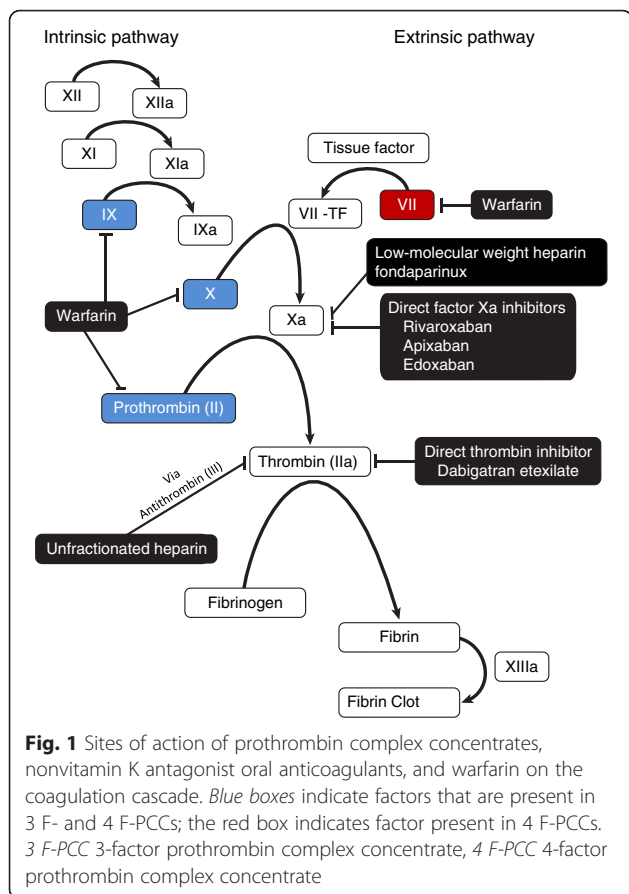 Intrinsic pathway
Extrinsic pathway
XII
XIIa
XI
XIa
Tissue factor
IX
IXa
VII -TF
VII
Warfarin
X
Low-molecular weight heparin
fondaparinux
Warfarin
Xa
Direct factor Xa inhibitors
Rivaroxaban
Apixaban
Edoxaban
Prothrombin (II)
Thrombin (IIa)
Direct thrombin inhibitor
Dabigatran etexilate
Via
Antithrombin (III)
Unfractionated heparin
Fibrinogen
Fibrin
XIIIa
Fibrin Clot
Fig. 1 Sites of action of prothrombin complex concentrates,
nonvitamin K antagonist oral anticoagulants, and warfarin on the
coagulation cascade. Blue boxes indicate factors that are present in
3 F- and 4 F-PCCs; the red box indicates factor present in 4 F-PCCs.
3 F-PCC 3-factor prothrombin complex concentrate, 4 F-PCC 4-factor
prothrombin complex concentrate